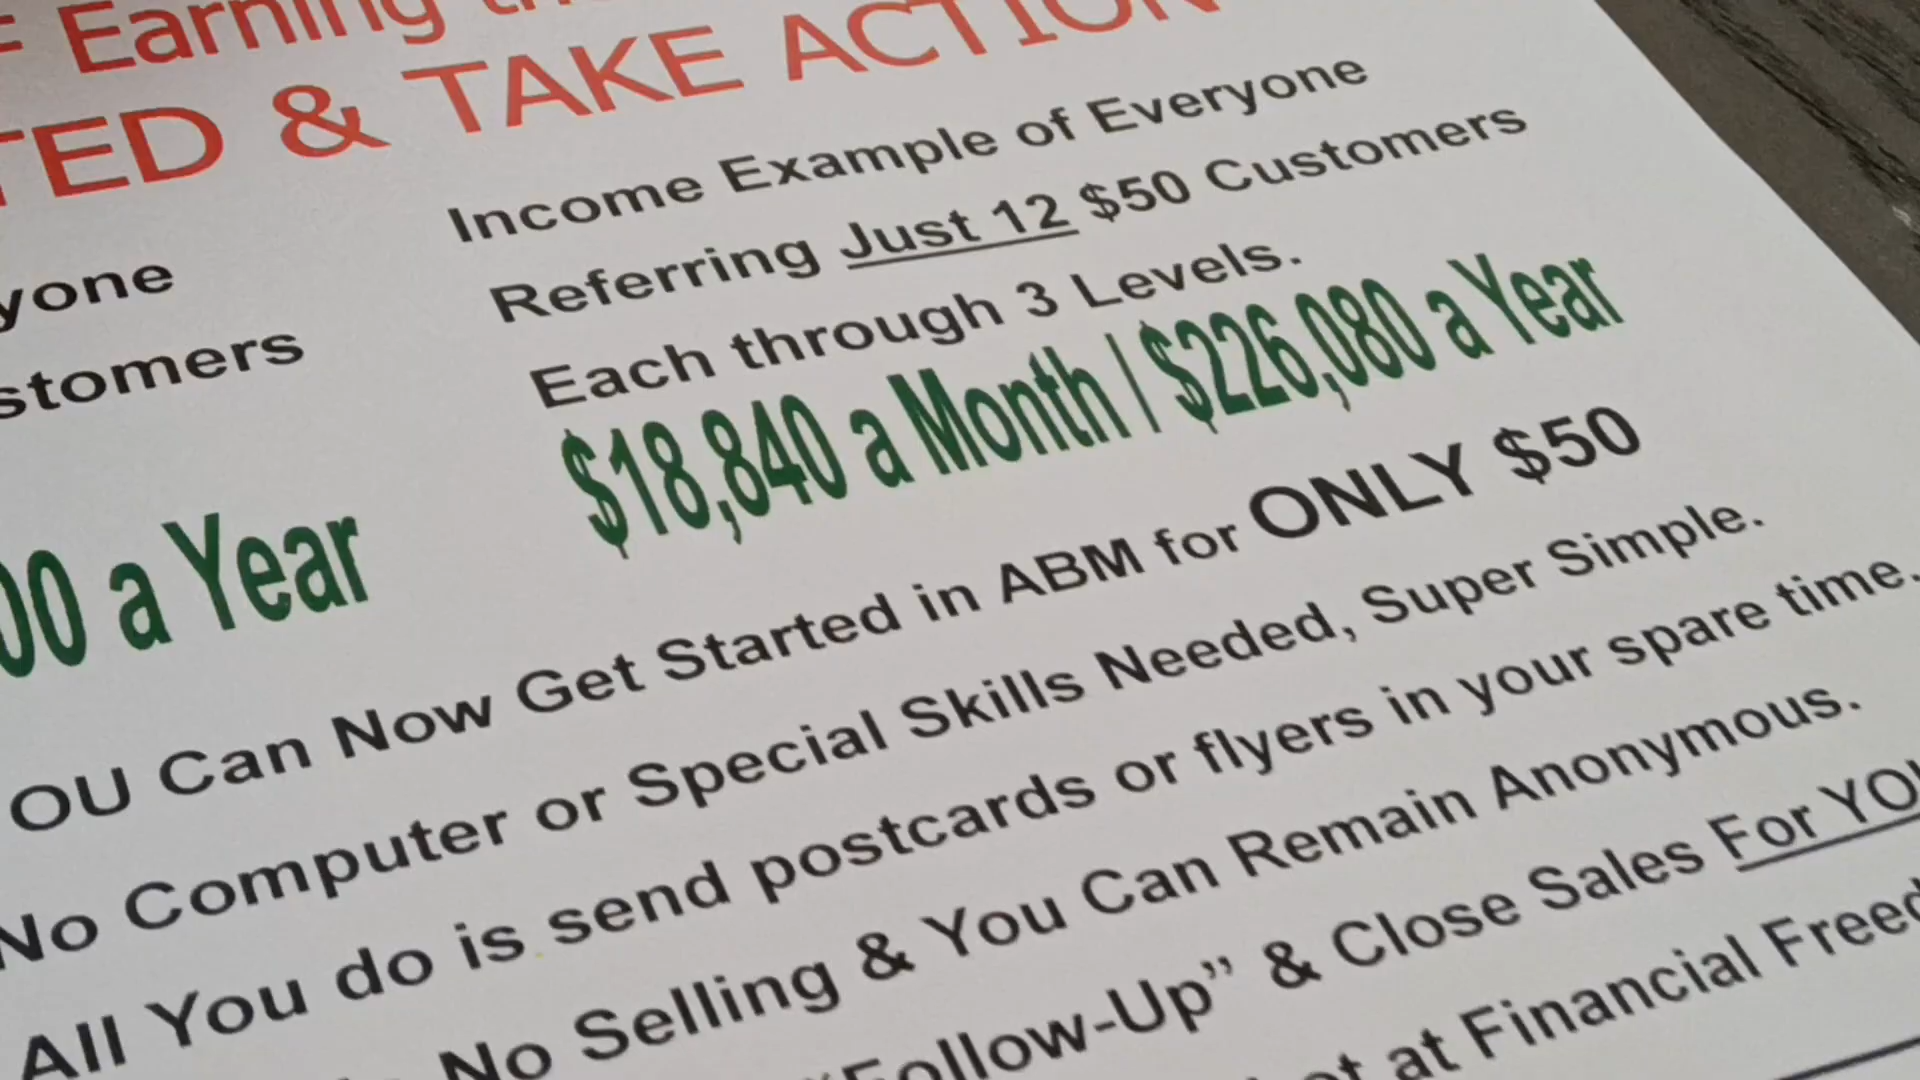 Earning
TED & TAKE ACTION
yone
stomers
00 a Year
Income Example of Everyone
Referring Just 12 $50 Customers
Each through 3 Levels.
$18,840 a Month / $226,080 a Year
OU Can Now Get Started in ABM for ONLY $50
No Computer or Special Skills Needed, Super Simple.
All You do is send postcards or flyers in your spare time.
No Selling & You Can Remain Anonymous.
"Follow-Up" & Close Sales For YOU
at Financial Freed